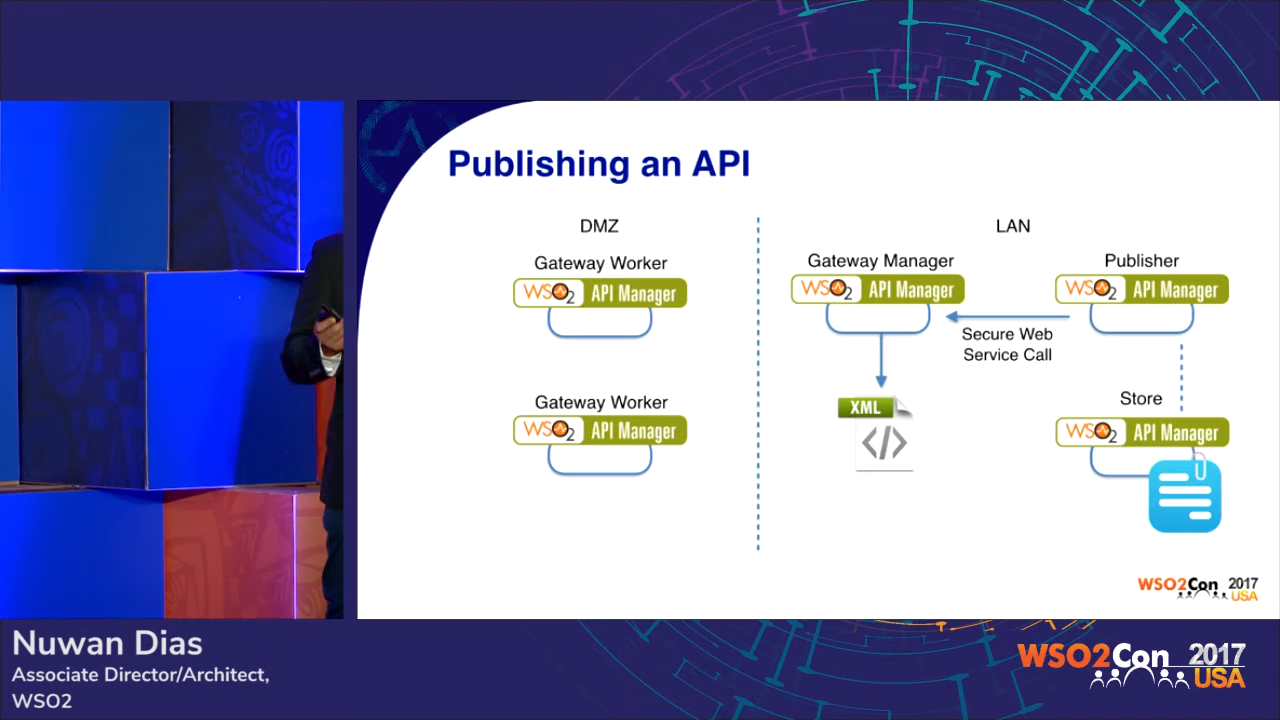 Publishing an API
DMZ
LAN
Gateway Worker
WSO2 API Manager
Gateway Worker
WSO2 API Manager
Gateway Manager
WSO2 API Manager
Publisher
WSO2 API Manager
Secure Web
Service Call
XML
</>
Store
WSO2 API Manager
WSO2Con 2017
USA
Nuwan Dias
Associate Director/Architect,
WSO2
WSO2Con 2017
USA